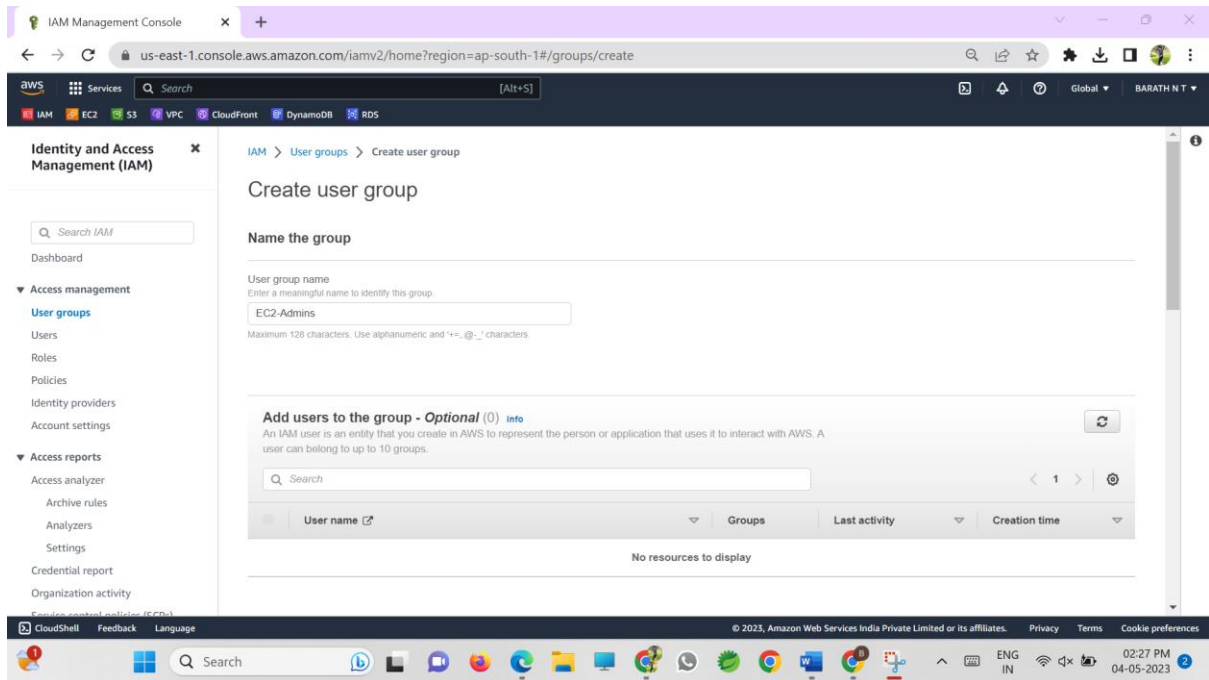 IAM Management Console
us-east-1.console.aws.amazon.com/iamv2/home?region=ap-south-1#/groups/create
aws Services Search [Alt+S] Global BARATH N T
IAM EC2 S3 VPC CloudFront DynamoDB RDS
Identity and Access Management (IAM)
Search IAM
Dashboard
Access management
User groups
Users
Roles
Policies
Identity providers
Account settings
Access reports
Access analyzer
Archive rules
Analyzers
Settings
Credential report
Organization activity
Service control policies (SCPs)
IAM > User groups > Create user group
Create user group
Name the group
User group name
Enter a meaningful name to identify this group.
EC2-Admins
Maximum 128 characters. Use alphanumeric and '+=,.@-_' characters.
Add users to the group - Optional (0) Info
An IAM user is an entity that you create in AWS to represent the person or application that uses it to interact with AWS. A
user can belong to up to 10 groups.
Search
1
User name Groups Last activity Creation time
No resources to display
CloudShell Feedback Language © 2023, Amazon Web Services India Private Limited or its affiliates. Privacy Terms Cookie preferences
1
Search
ENG
IN
02:27 PM
04-05-2023
2